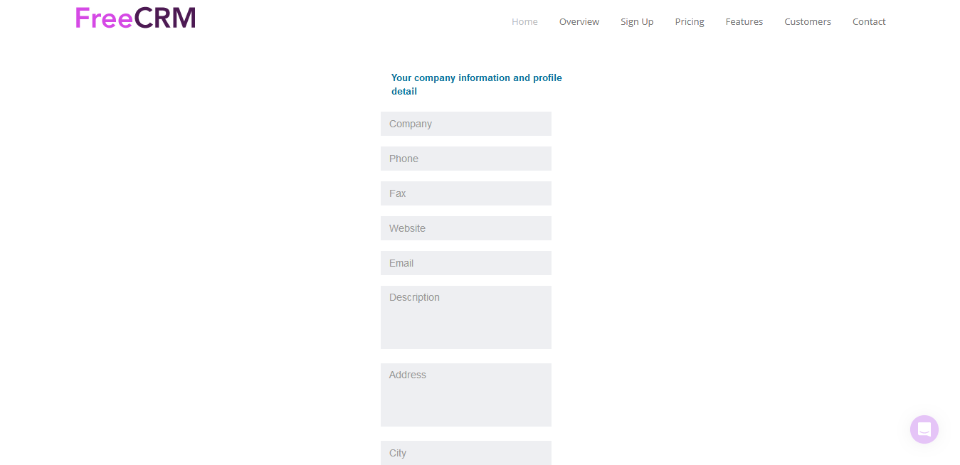 FreeCRM
Home Overview Sign Up Pricing Features Customers Contact
Your company information and profile
detail
Company
Phone
Fax
Website
Email
Description
Address
City